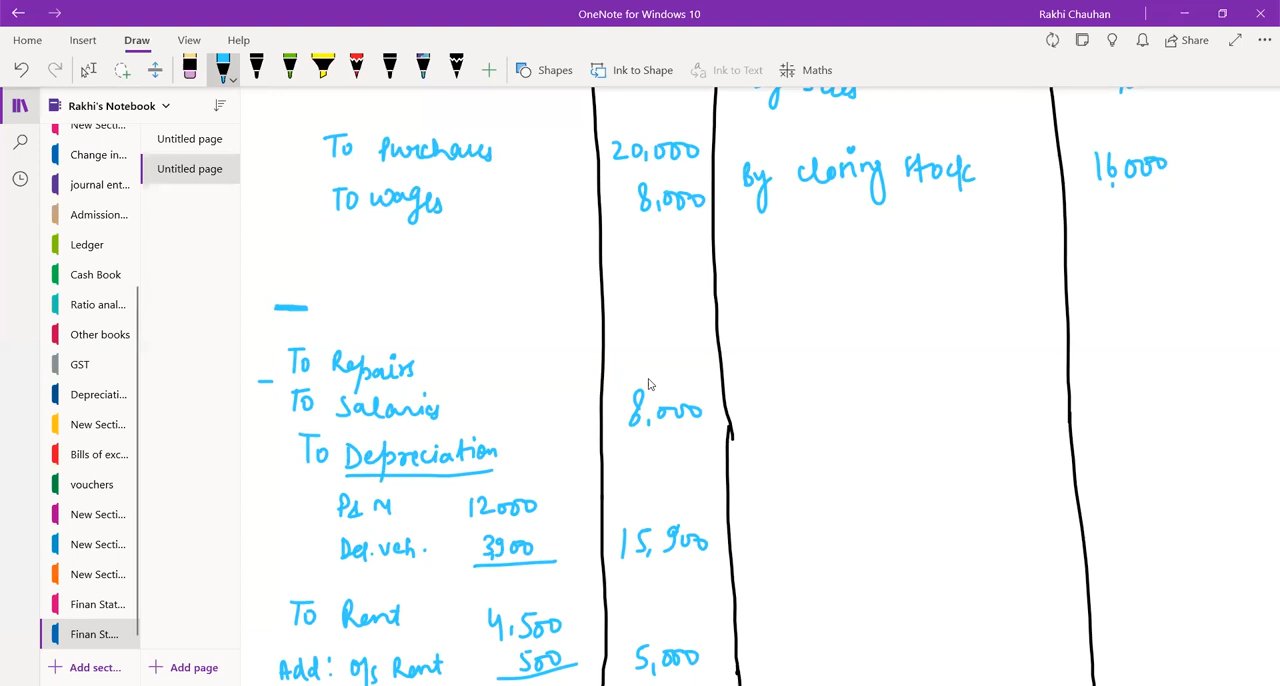 OneNote for Windows 10
Rakhi Chauhan
Home Insert Draw View Help
Share
Shapes
Ink to Shape
Ink to Text
Maths
Rakhi's Notebook
New Secti...
Change in...
journal ent...
Admission...
Ledger
Cash Book
Ratio anal...
Other books
GST
Depreciati...
New Secti...
Bills of exc...
vouchers
New Secti...
New Secti...
New Secti...
Finan Stat...
Finan St....
Add sect...
Untitled page
Untitled page
Add page
To Purchases 20,000
By closing stock 16,000
To wages 8,000
To Repairs
To Salaries 8,000
To Depreciation
P&M 12000
Del. veh. 3,900 15,900
To Rent 4,500
Add: O/s Rent 500 5,000